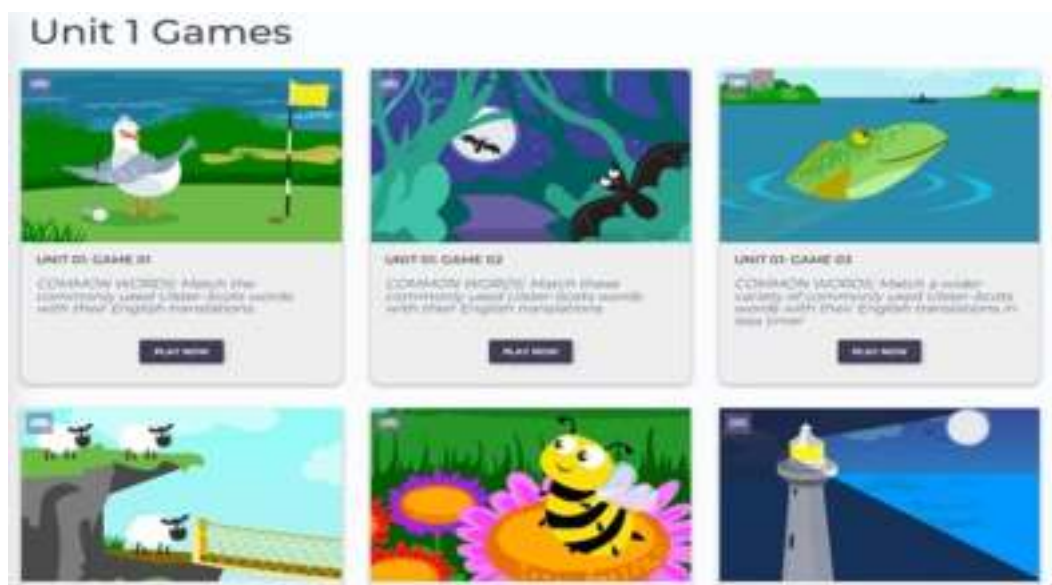 Unit 1 Games
UNIT 01: GAME 01
COMMON WORDS: Match the
commonly used Ulster-Scots words
with their English translations.
PLAY NOW
UNIT 01: GAME 02
COMMON WORDS: Match these
commonly used Ulster-Scots words
with their English translations
PLAY NOW
UNIT 01: GAME 03
COMMON WORDS: Match a wider
variety of commonly used Ulster-Scots
words with their English translations in
less time!
PLAY NOW